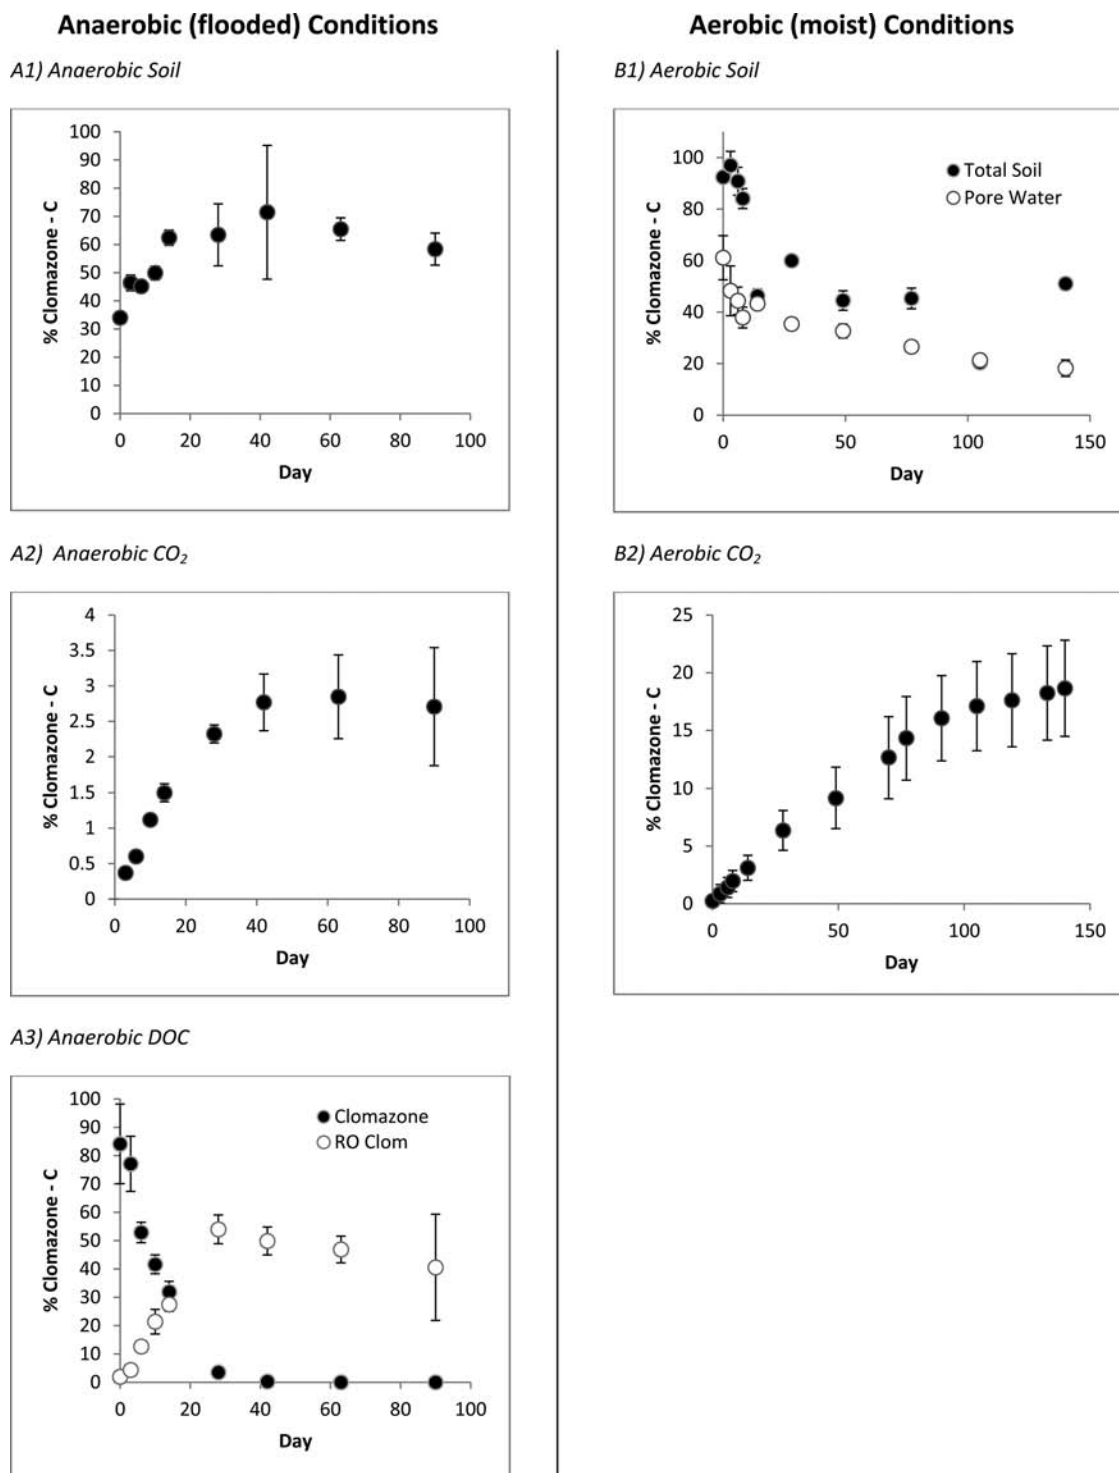 Anaerobic (flooded) Conditions
A1) Anaerobic Soil
100
90
80
70
60
50
40
30
20
10
0
% Clomazone - C
0 20 40 60 80 100
Day
A2) Anaerobic CO₂
4
3.5
3
2.5
2
1.5
1
0.5
0
% Clomazone - C
0 20 40 60 80 100
Day
A3) Anaerobic DOC
100
90
80
70
60
50
40
30
20
10
0
% Clomazone - C
Clomazone
RO Clom
0 20 40 60 80 100
Day
Aerobic (moist) Conditions
B1) Aerobic Soil
100
80
60
40
20
0
% Clomazone - C
Total Soil
Pore Water
0 50 100 150
Day
B2) Aerobic CO₂
25
20
15
10
5
0
% Clomazone - C
0 50 100 150
Day